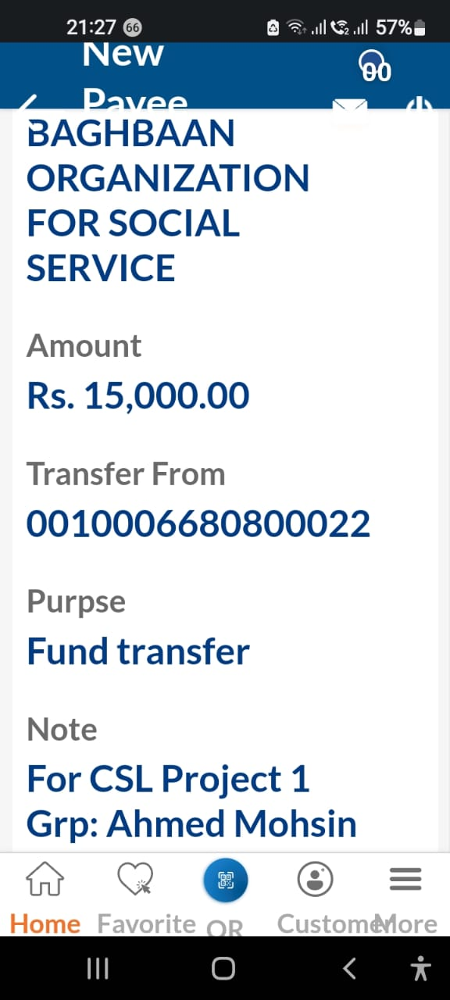 21:27 66 57%
New
Payee
00
BAGHBAAN
ORGANIZATION
FOR SOCIAL
SERVICE
Amount
Rs. 15,000.00
Transfer From
0010006680800022
Purpse
Fund transfer
Note
For CSL Project 1
Grp: Ahmed Mohsin
Home Favorite QR Custome More